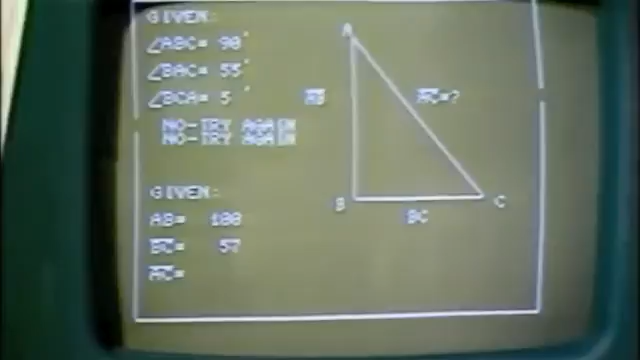 GIVEN:
∠ABC= 90°
∠BAC= 55°
∠BCA= 5
NO-TRY AGAIN
NO-TRY AGAIN
GIVEN:
AB= 100
BC= 57
AC=
A
AB
AC=?
B
BC
C